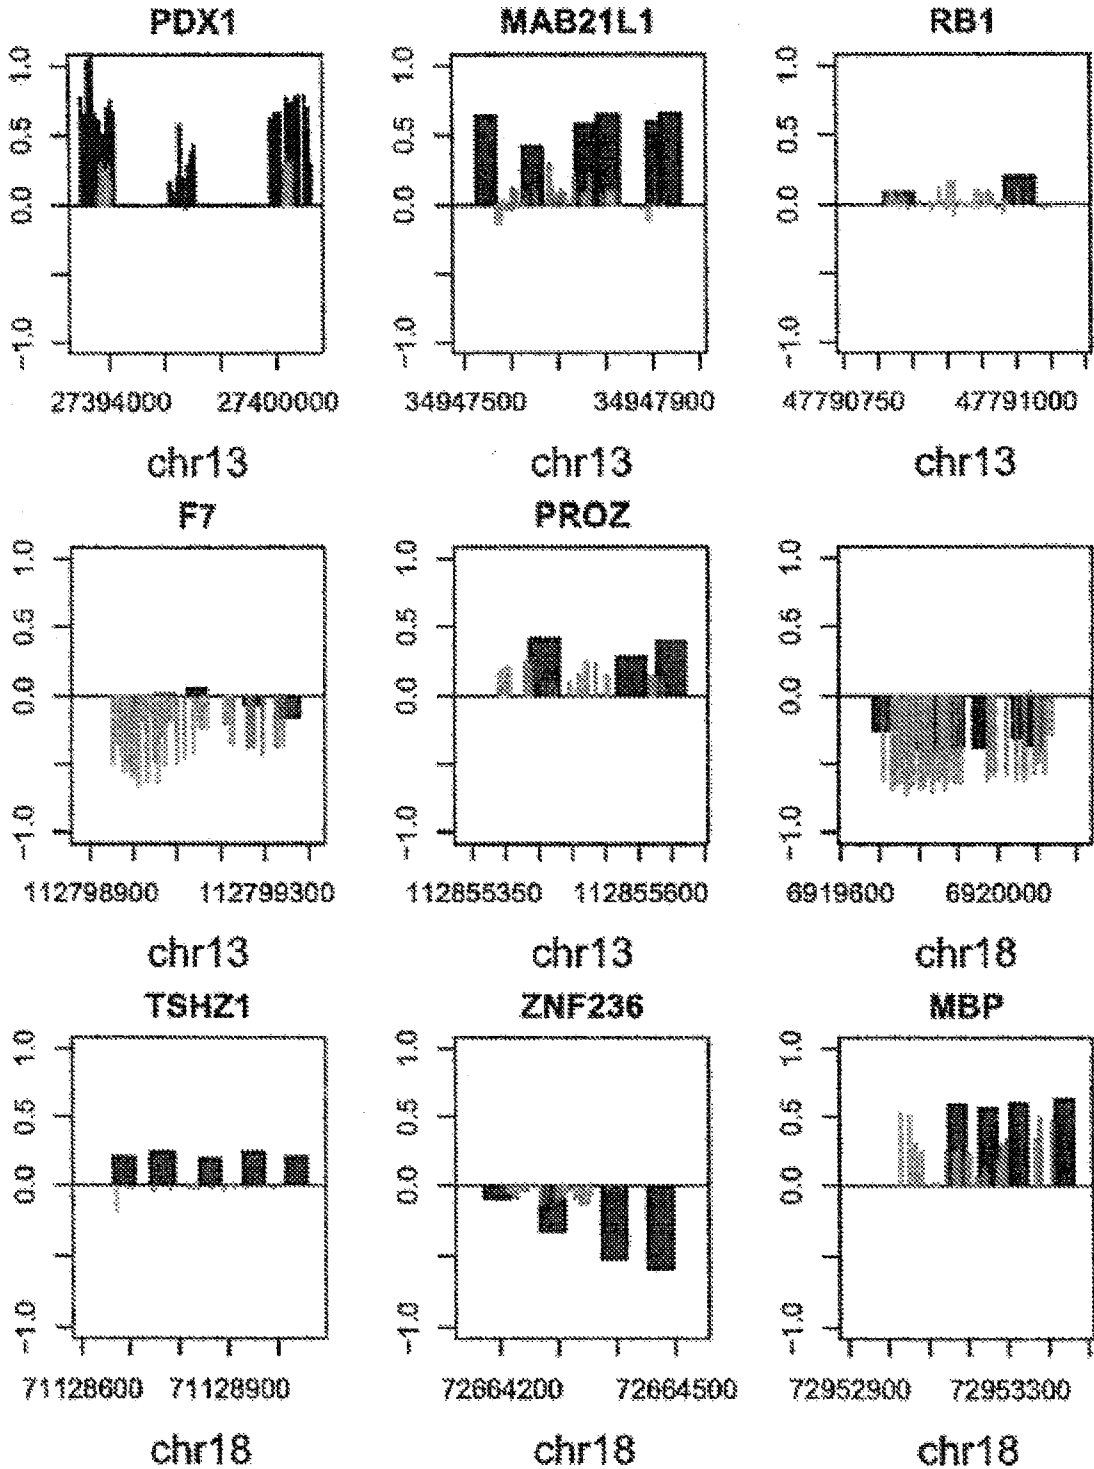 PDX1 MAB21L1 RB1
1.0 1.0 1.0
0.5 0.5 0.5
0.0 0.0 0.0
-1.0 -1.0 -1.0
27394000 27400000 34947500 34947900 47790750 47791000
chr13 chr13 chr13
F7 PROZ
1.0 1.0 1.0
0.5 0.5 0.5
0.0 0.0 0.0
-1.0 -1.0 -1.0
112798900 112799300 112855350 112855600 6919600 6920000
chr13 chr13 chr18
TSHZ1 ZNF236 MBP
1.0 1.0 1.0
0.5 0.5 0.5
0.0 0.0 0.0
-1.0 -1.0 -1.0
71128600 71128900 72664200 72664500 72952900 72953300
chr18 chr18 chr18